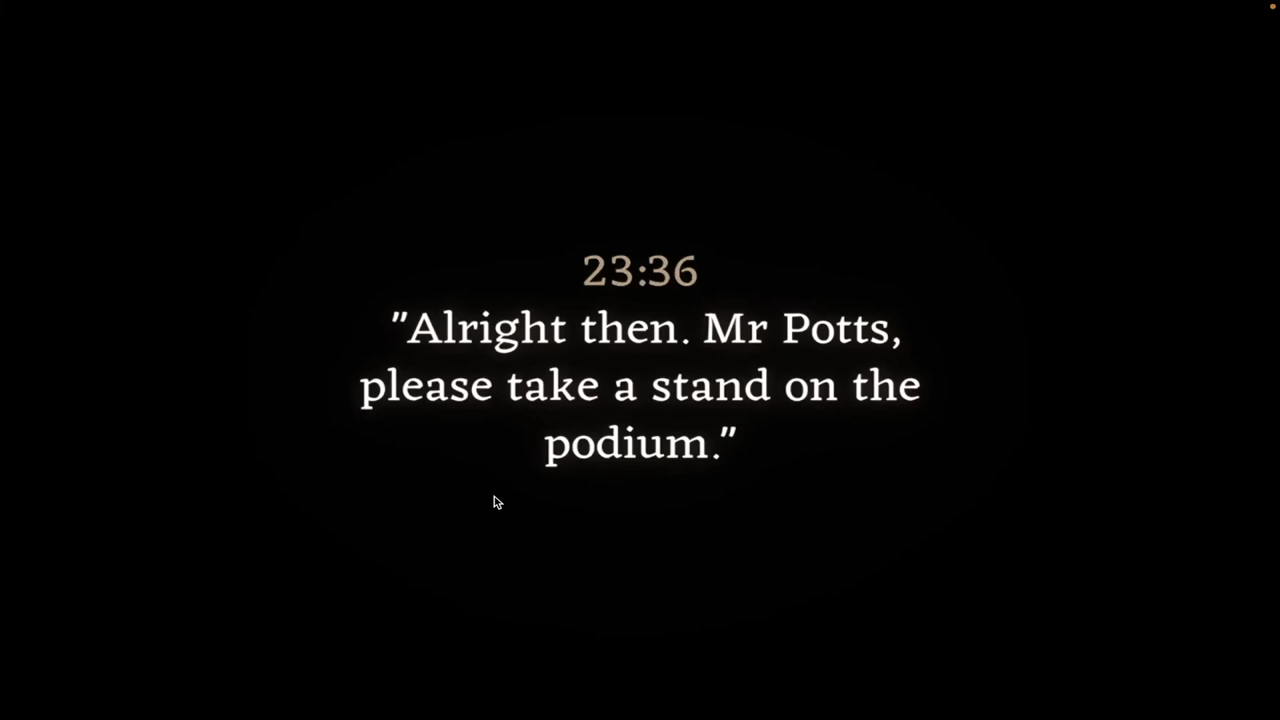 23:36
"Alright then. Mr Potts,
please take a stand on the
podium."